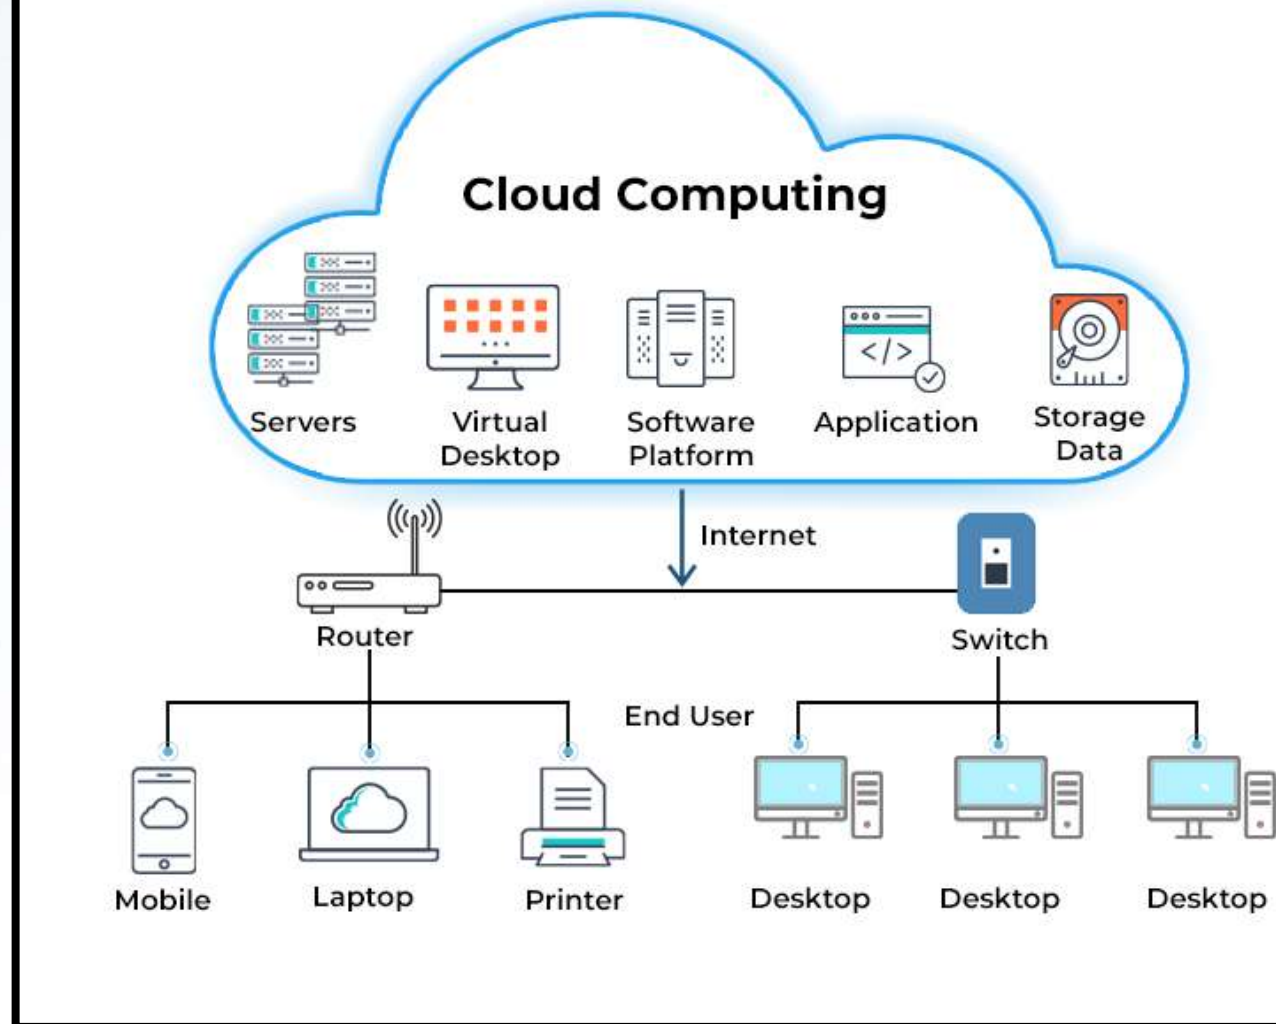 Cloud Computing
Servers
Virtual
Desktop
Software
Platform
</>
Application
Storage
Data
Internet
Router
Switch
End User
Mobile
Laptop
Printer
Desktop
Desktop
Desktop